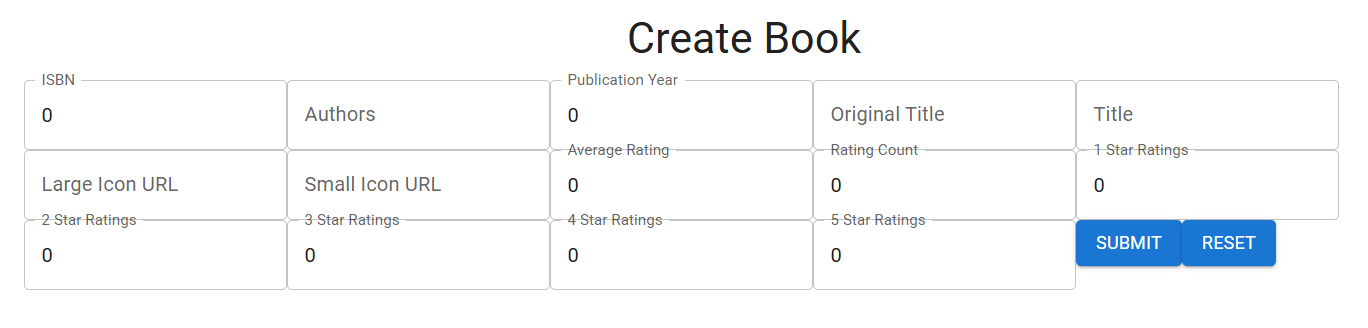 Create Book
ISBN
0
Authors
Publication Year
0
Original Title
Title
Large Icon URL
Small Icon URL
Average Rating
0
Rating Count
0
1 Star Ratings
0
2 Star Ratings
0
3 Star Ratings
0
4 Star Ratings
0
5 Star Ratings
0
SUBMIT
RESET